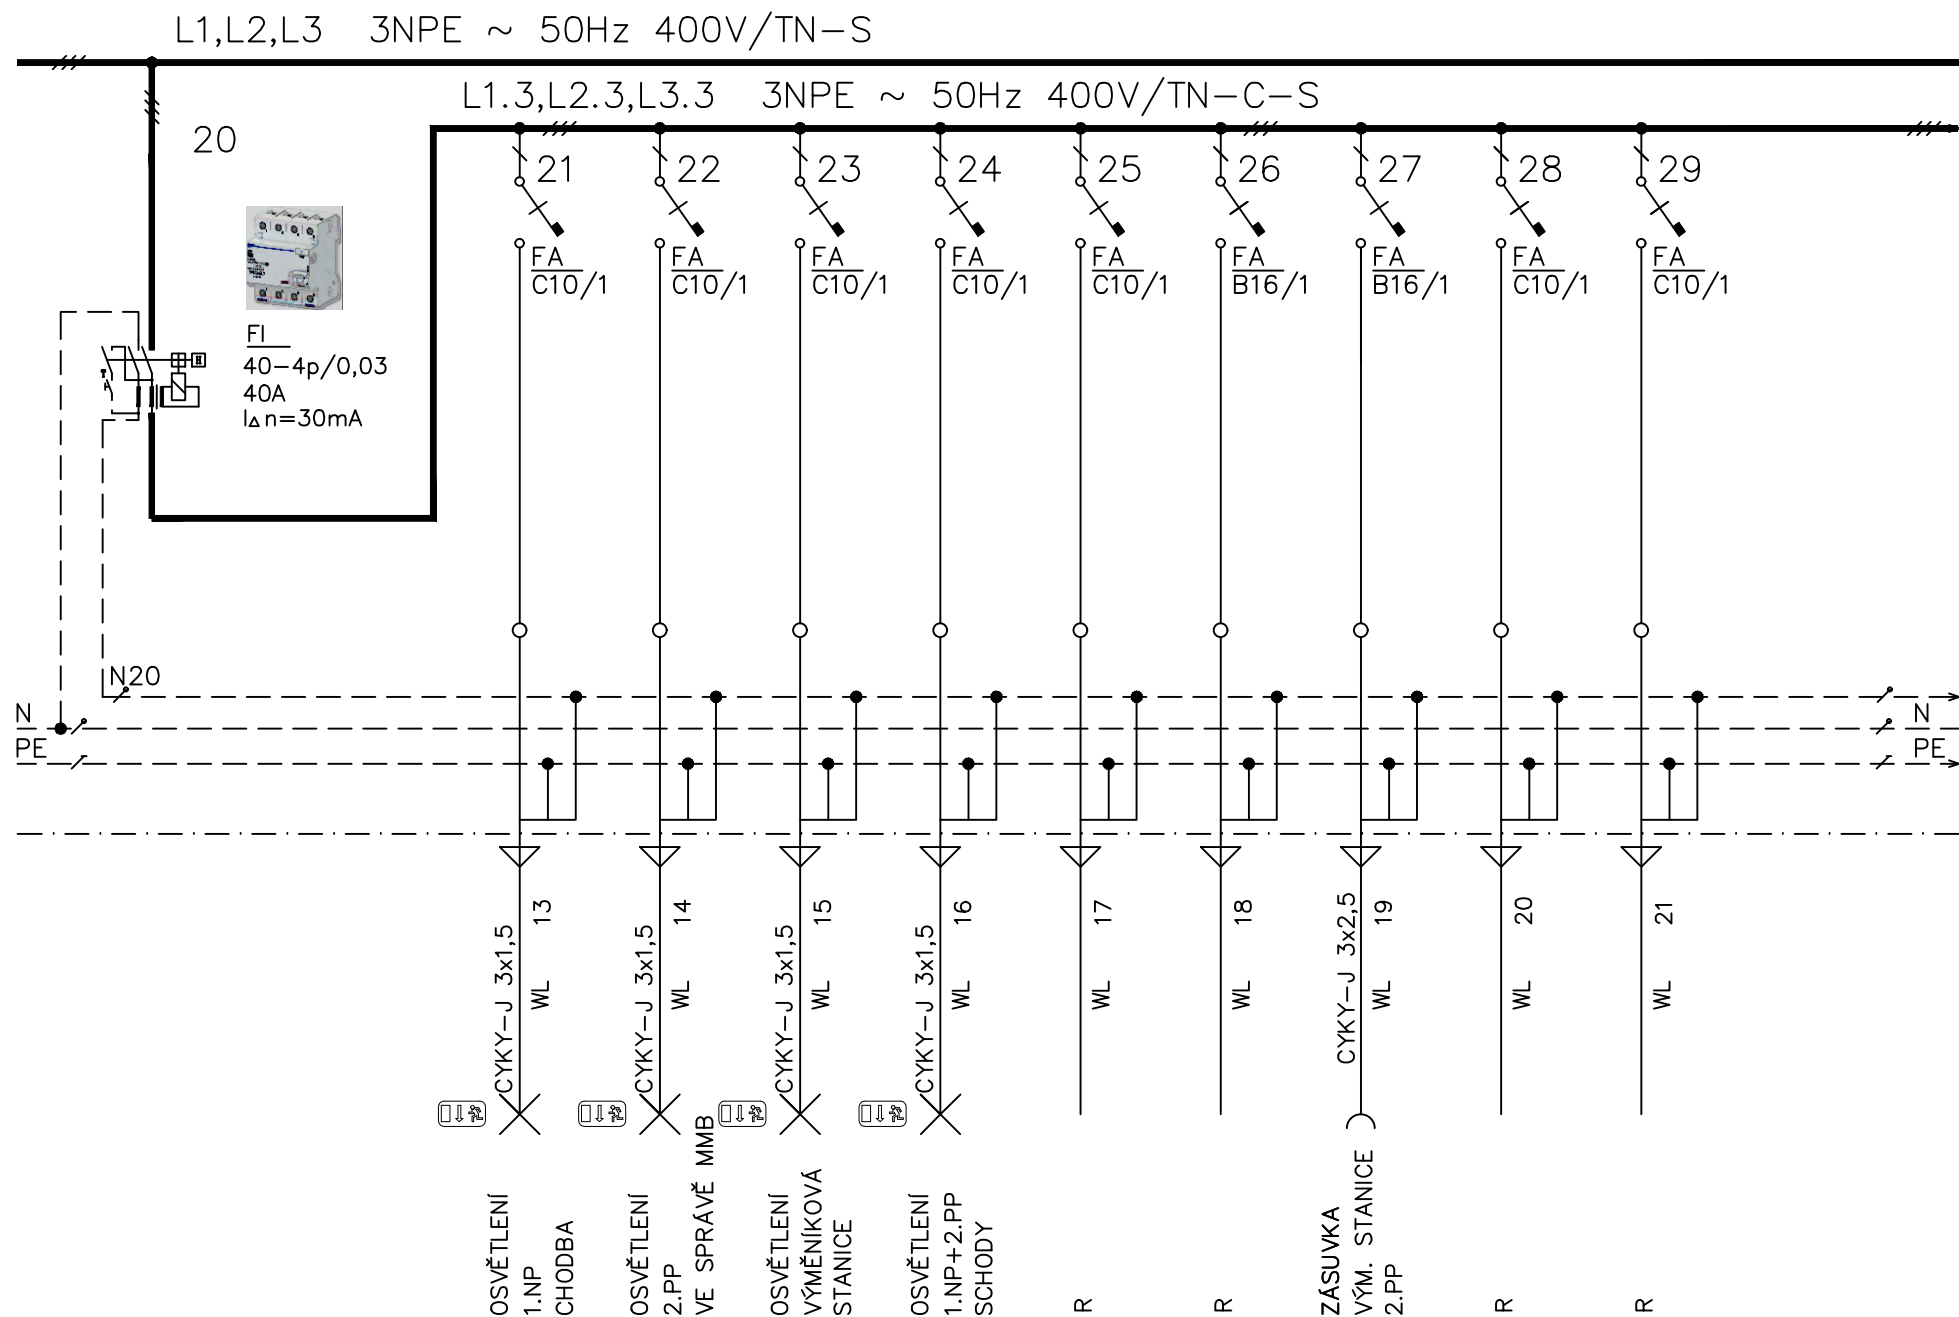 L1,L2,L3 3NPE ~ 50Hz 400V/TN-S
L1.3,L2.3,L3.3 3NPE ~ 50Hz 400V/TN-C-S
20
21
22
23
24
25
26
27
28
29
FA
C10/1
FA
C10/1
FA
C10/1
FA
C10/1
FA
C10/1
FA
B16/1
FA
B16/1
FA
C10/1
FA
C10/1
FI
40-4p/0,03
40A
I∆n=30mA
N20
N
PE
N
PE
CYKY-J 3x1,5
WL 13
CYKY-J 3x1,5
WL 14
CYKY-J 3x1,5
WL 15
CYKY-J 3x1,5
WL 16
WL 17
WL 18
CYKY-J 3x2,5
WL 19
WL 20
WL 21
OSVĚTLENÍ
1.NP
CHODBA
OSVĚTLENÍ
2.PP
VE SPRÁVĚ MMB
OSVĚTLENÍ
VÝMĚNÍKOVÁ
STANICE
OSVĚTLENÍ
1.NP+2.PP
SCHODY
R
R
ZÁSUVKA
VÝM. STANICE
2.PP
R
R